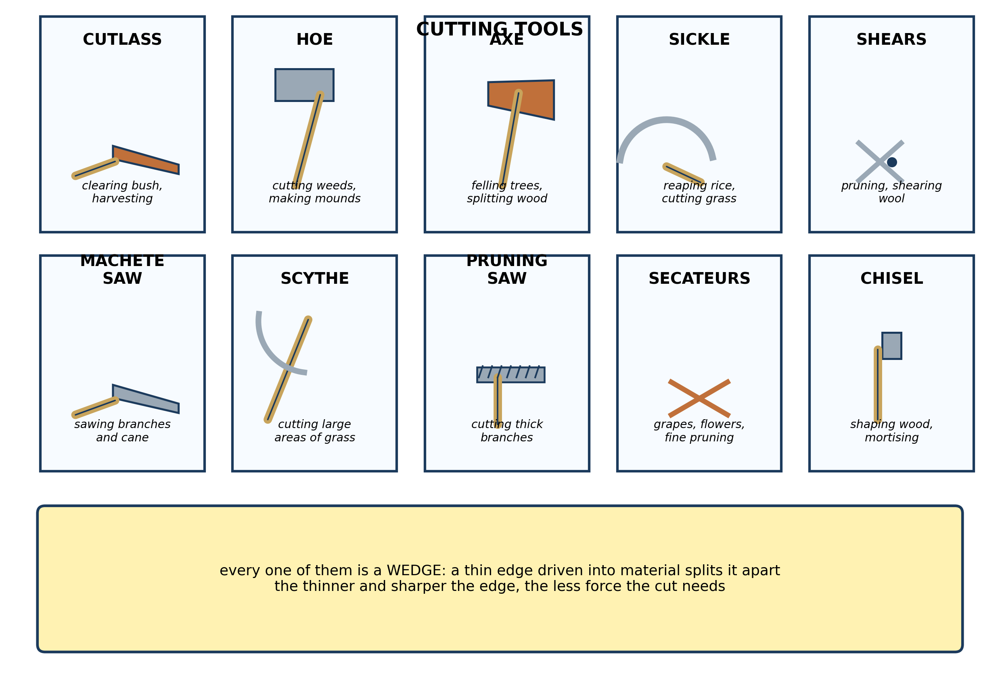 CUTTING TOOLS
CUTLASS
clearing bush,
harvesting
HOE
cutting weeds,
making mounds
AXE
felling trees,
splitting wood
SICKLE
reaping rice,
cutting grass
SHEARS
pruning, shearing
wool
MACHETE
SAW
sawing branches
and cane
SCYTHE
cutting large
areas of grass
PRUNING
SAW
cutting thick
branches
SECATEURS
grapes, flowers,
fine pruning
CHISEL
shaping wood,
mortising
every one of them is a WEDGE: a thin edge driven into material splits it apart
the thinner and sharper the edge, the less force the cut needs